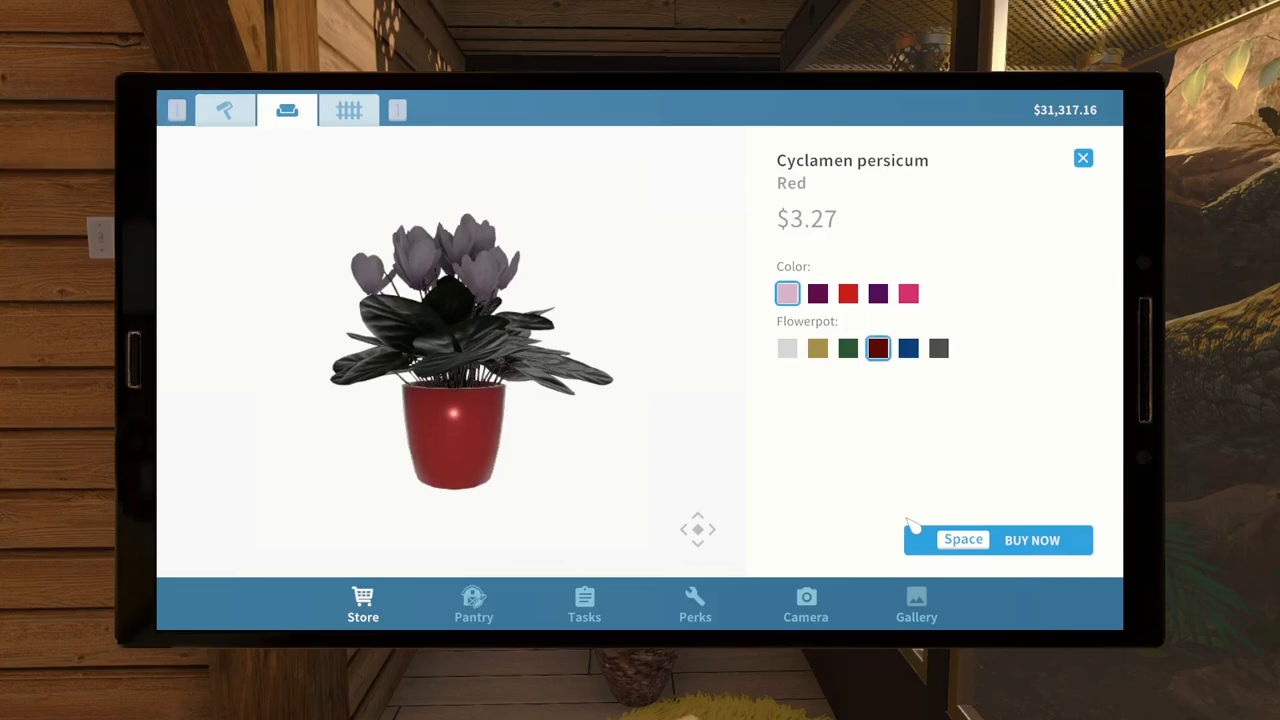 $31,317.16
Cyclamen persicum
Red
$3.27
Color:
Flowerpot:
Space BUY NOW
Store Pantry Tasks Perks Camera Gallery